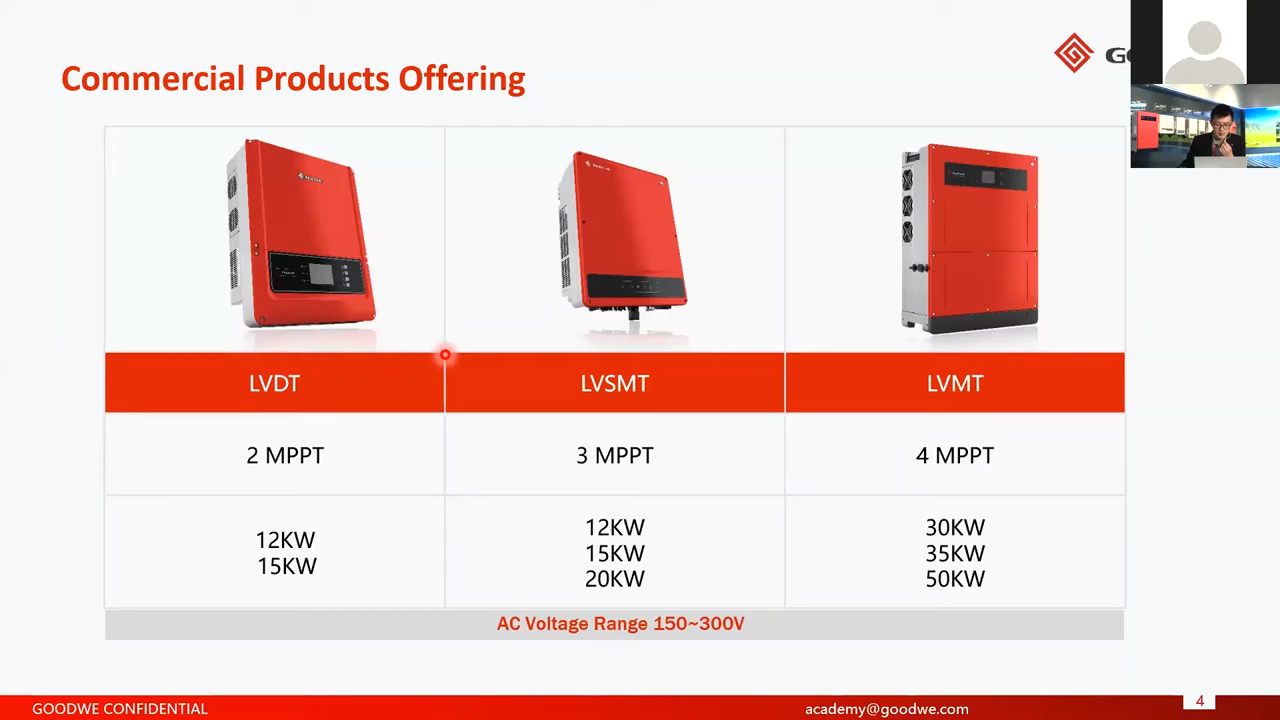 Commercial Products Offering
LVDT
LVSMT
LVMT
2 MPPT
3 MPPT
4 MPPT
12KW
15KW
12KW
15KW
20KW
30KW
35KW
50KW
AC Voltage Range 150~300V
GOODWE CONFIDENTIAL
academy@goodwe.com
4